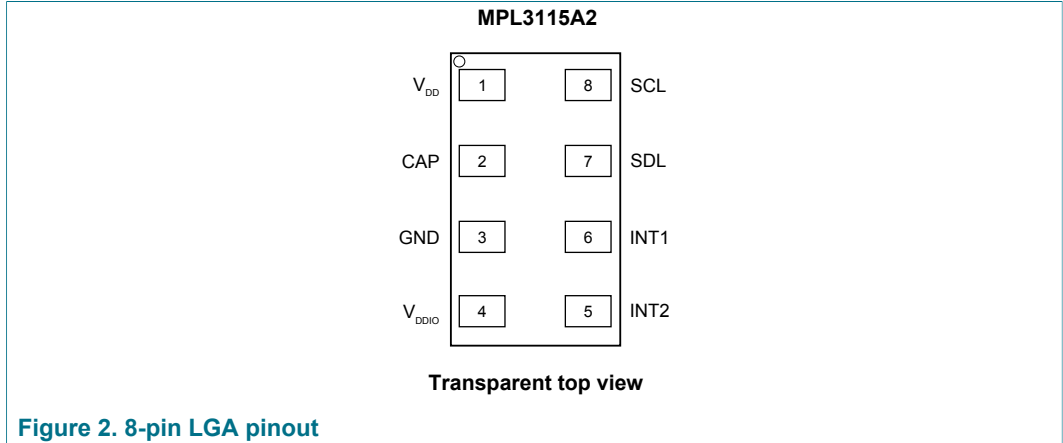 MPL3115A2
VDD 1 8 SCL
CAP 2 7 SDL
GND 3 6 INT1
VDDIO 4 5 INT2
Transparent top view
Figure 2. 8-pin LGA pinout